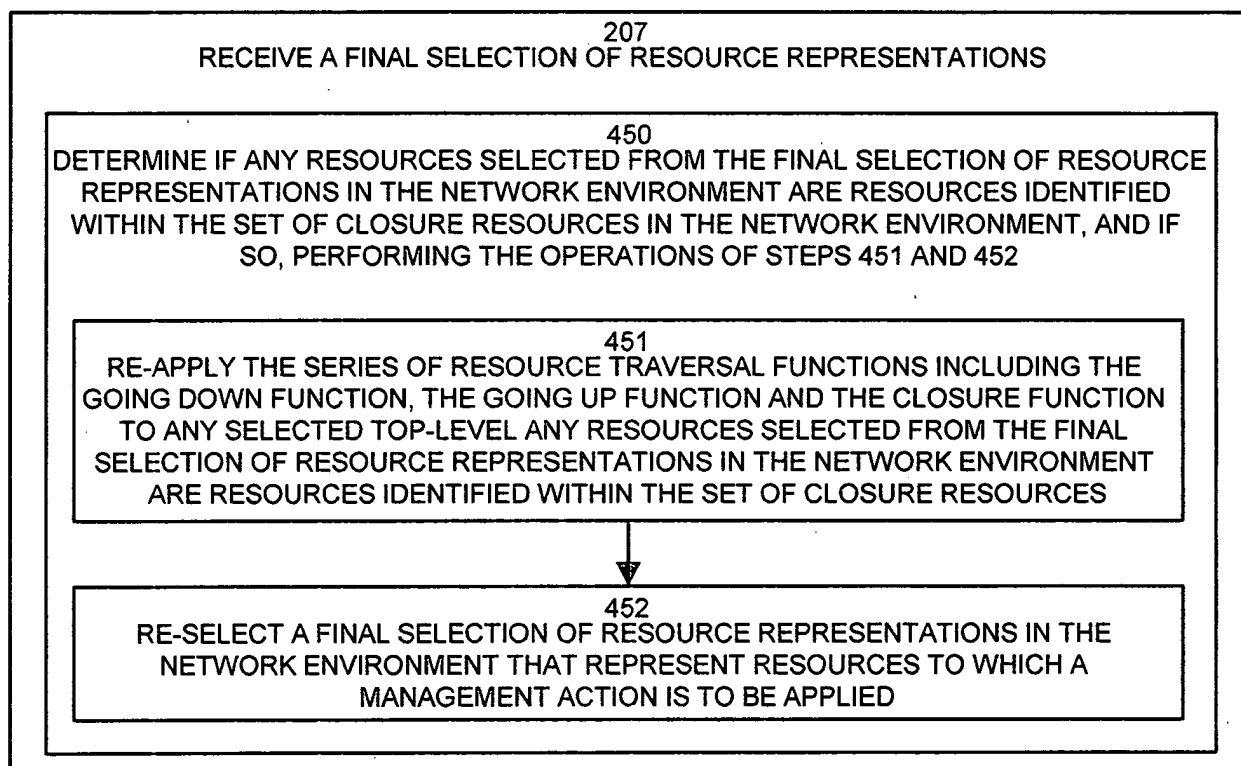 207
RECEIVE A FINAL SELECTION OF RESOURCE REPRESENTATIONS
450
DETERMINE IF ANY RESOURCES SELECTED FROM THE FINAL SELECTION OF RESOURCE
REPRESENTATIONS IN THE NETWORK ENVIRONMENT ARE RESOURCES IDENTIFIED
WITHIN THE SET OF CLOSURE RESOURCES IN THE NETWORK ENVIRONMENT, AND IF
SO, PERFORMING THE OPERATIONS OF STEPS 451 AND 452
451
RE-APPLY THE SERIES OF RESOURCE TRAVERSAL FUNCTIONS INCLUDING THE
GOING DOWN FUNCTION, THE GOING UP FUNCTION AND THE CLOSURE FUNCTION
TO ANY SELECTED TOP-LEVEL ANY RESOURCES SELECTED FROM THE FINAL
SELECTION OF RESOURCE REPRESENTATIONS IN THE NETWORK ENVIRONMENT
ARE RESOURCES IDENTIFIED WITHIN THE SET OF CLOSURE RESOURCES
452
RE-SELECT A FINAL SELECTION OF RESOURCE REPRESENTATIONS IN THE
NETWORK ENVIRONMENT THAT REPRESENT RESOURCES TO WHICH A
MANAGEMENT ACTION IS TO BE APPLIED